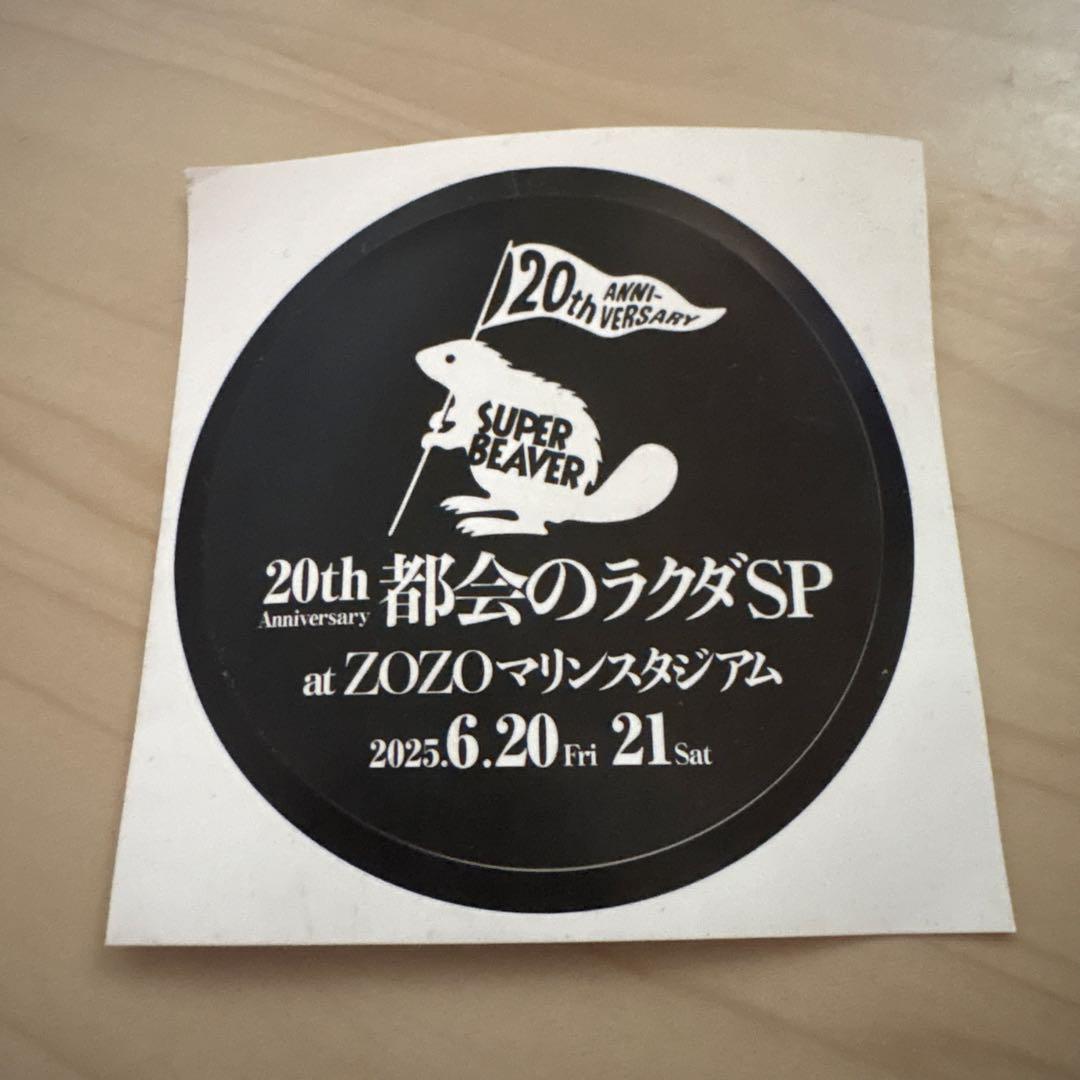 20th ANNI-
VERSARY
SUPER
BEAVER
20th Anniversary 都会のラクダSP
at ZOZOマリンスタジアム
2025.6.20 Fri 21 Sat